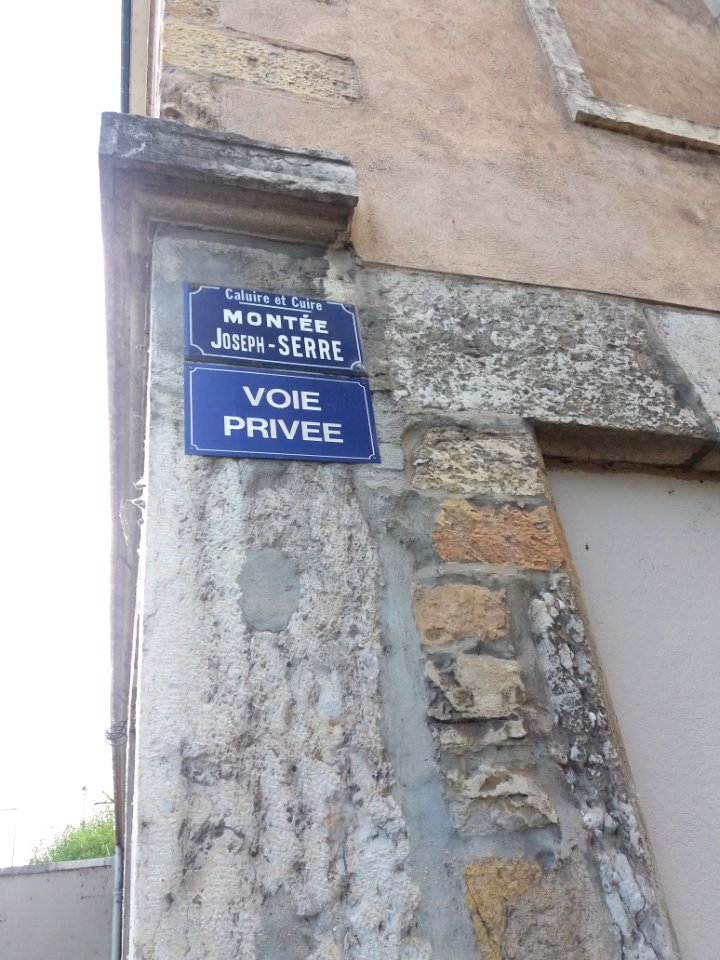 Caluire et Cuire
MONTÉE
JOSEPH-SERRE
VOIE
PRIVEE